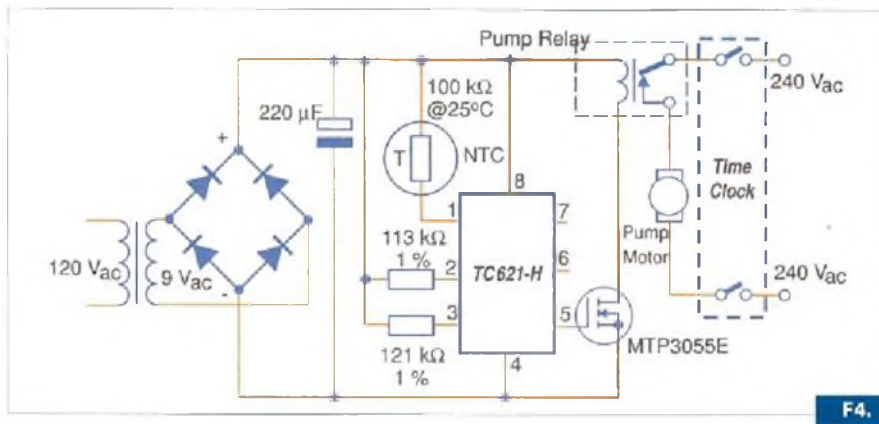 Pump Relay
240 Vac
100 kΩ
@25ºC
220 µF
+
T
NTC
Time
Clock
8
1
7
113 kΩ
1 %
Pump
Motor
120 Vac
9 Vac
2
TC621-H
6
240 Vac
-
3
5
121 kΩ
1 %
4
MTP3055E
F4.